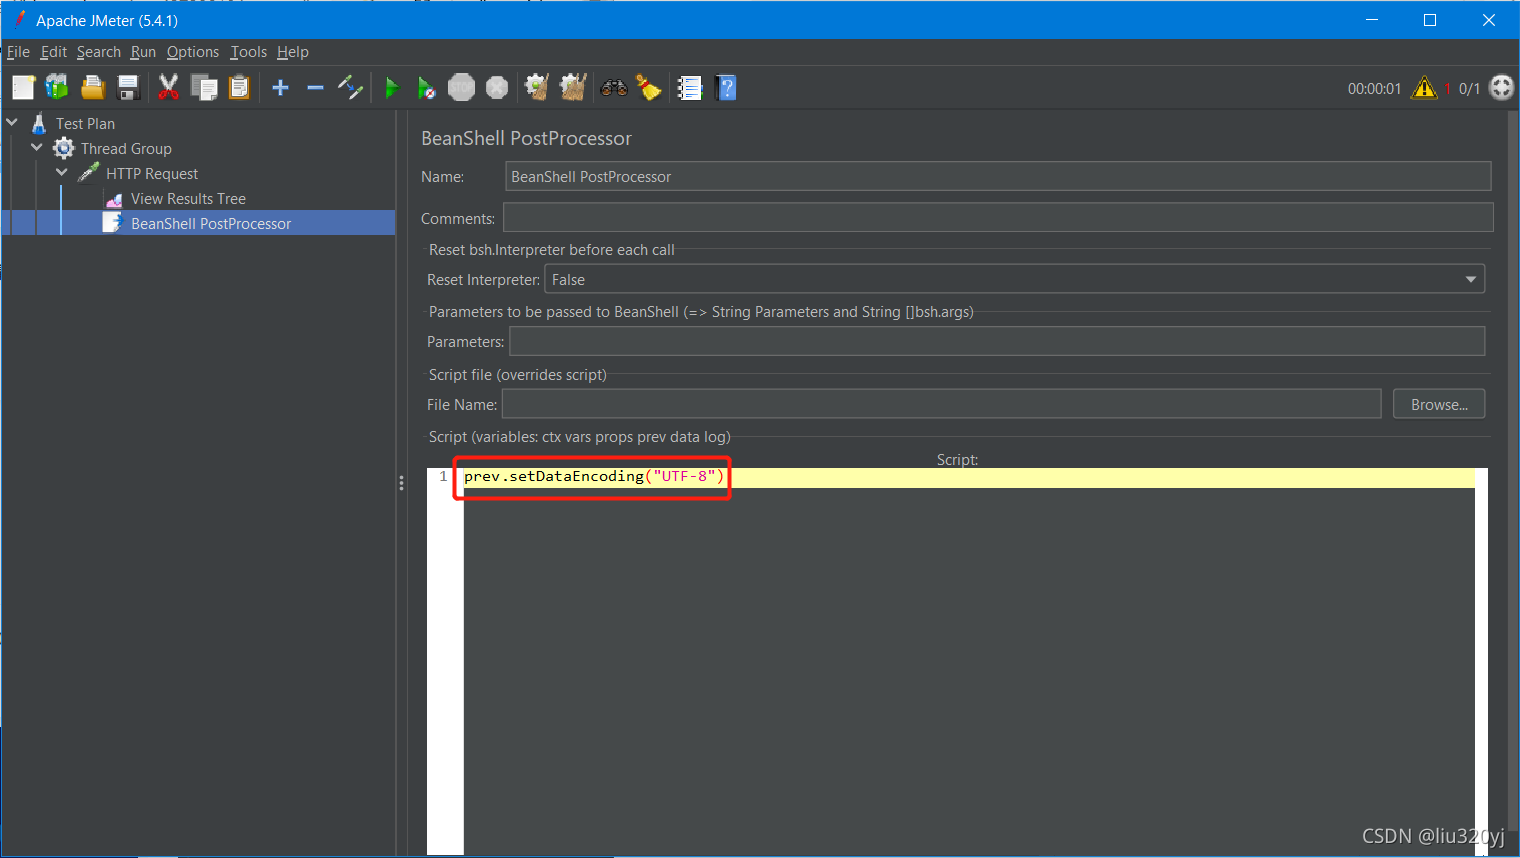 Apache JMeter (5.4.1)
File Edit Search Run Options Tools Help
STOP
00:00:01 1 0/1
Test Plan
Thread Group
HTTP Request
View Results Tree
BeanShell PostProcessor
BeanShell PostProcessor
Name: BeanShell PostProcessor
Comments:
Reset bsh.Interpreter before each call
Reset Interpreter: False
Parameters to be passed to BeanShell (=> String Parameters and String []bsh.args)
Parameters:
Script file (overrides script)
File Name: Browse...
Script (variables: ctx vars props prev data log)
Script:
1 prev.setDataEncoding("UTF-8")
CSDN @liu320yj